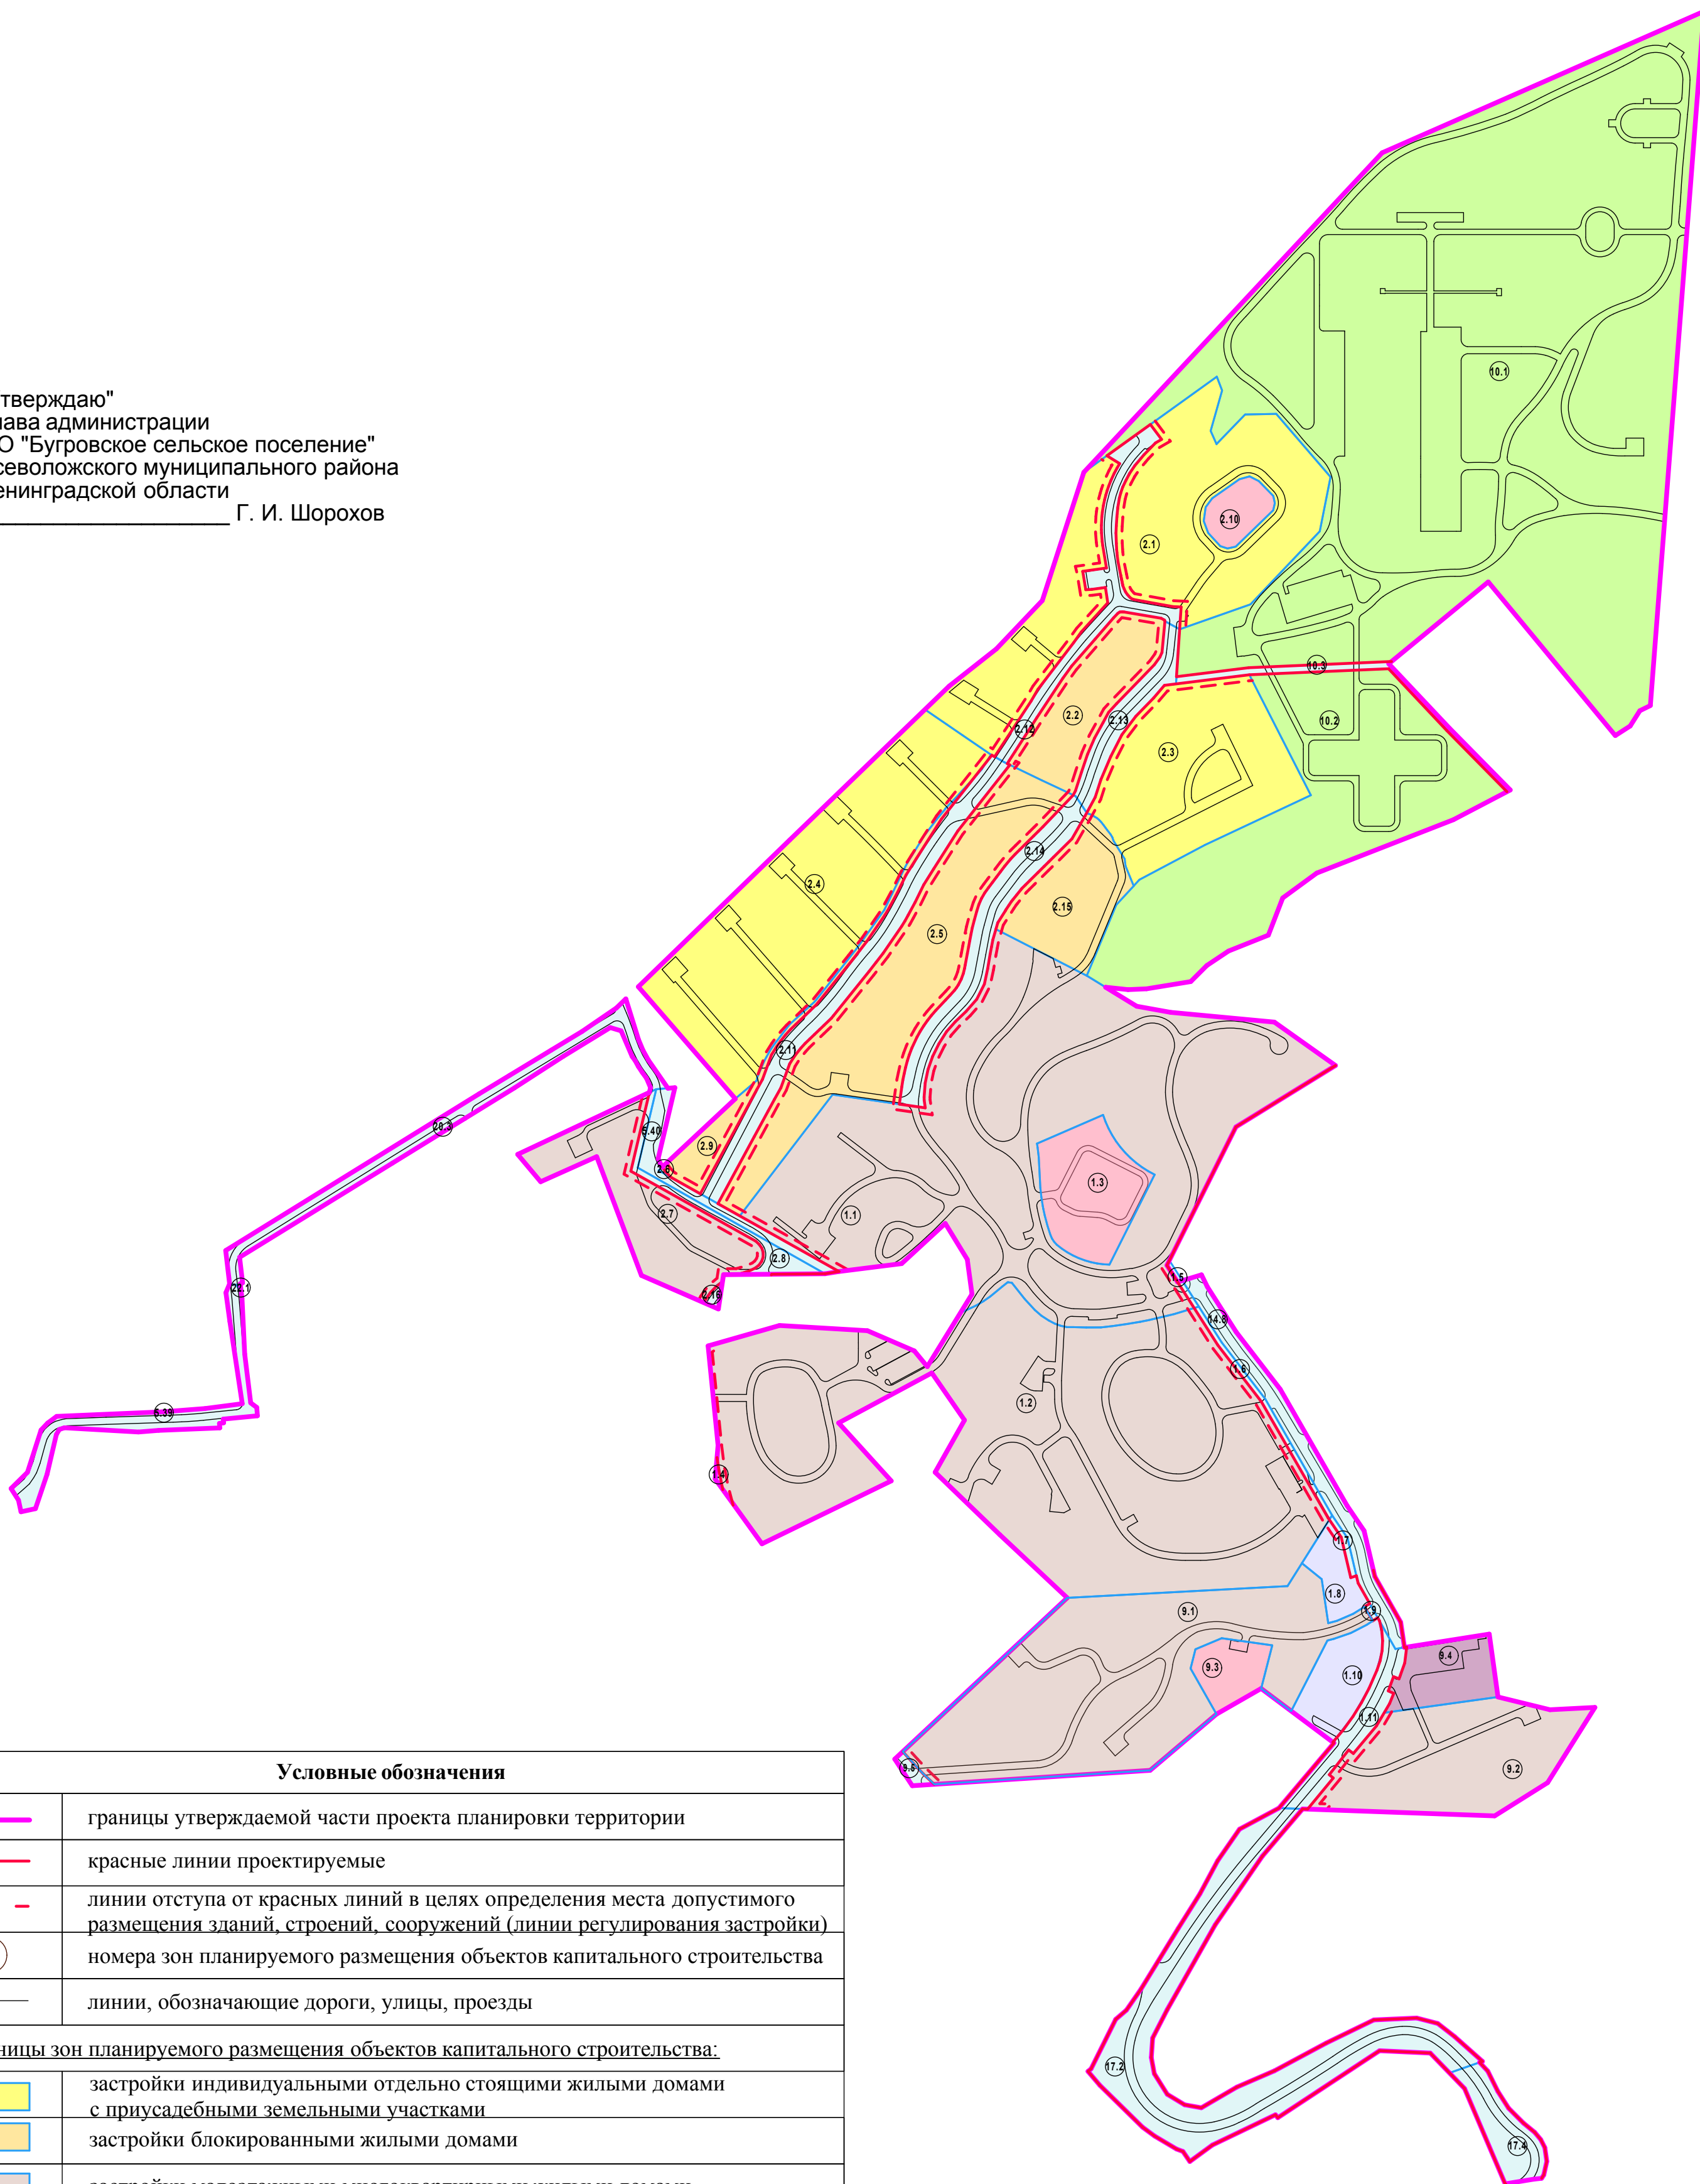 тверждаю"
лава администрации
О "Бугровское сельское поселение"
севоложского муниципального района
енинградской области
Г. И. Шорохов
10.1
2.10
2.1
10.3
2.2
2.13
10.2
2.12
2.3
2.14
2.4
2.15
2.5
2.11
20.3
5.40
2.9
2.6
1.3
2.7
1.1
2.8
1.5
22.1
2.16
14.8
1.6
1.2
5.39
1.4
1.7
1.8
9.1
1.9
9.4
9.3
1.10
1.11
9.2
17.2
17.4
Условные обозначения
границы утверждаемой части проекта планировки территории
красные линии проектируемые
линии отступа от красных линий в целях определения места допустимого
размещения зданий, строений, сооружений (линии регулирования застройки)
номера зон планируемого размещения объектов капитального строительства
линии, обозначающие дороги, улицы, проезды
ницы зон планируемого размещения объектов капитального строительства:
застройки индивидуальными отдельно стоящими жилыми домами
с приусадебными земельными участками
застройки блокированными жилыми домами